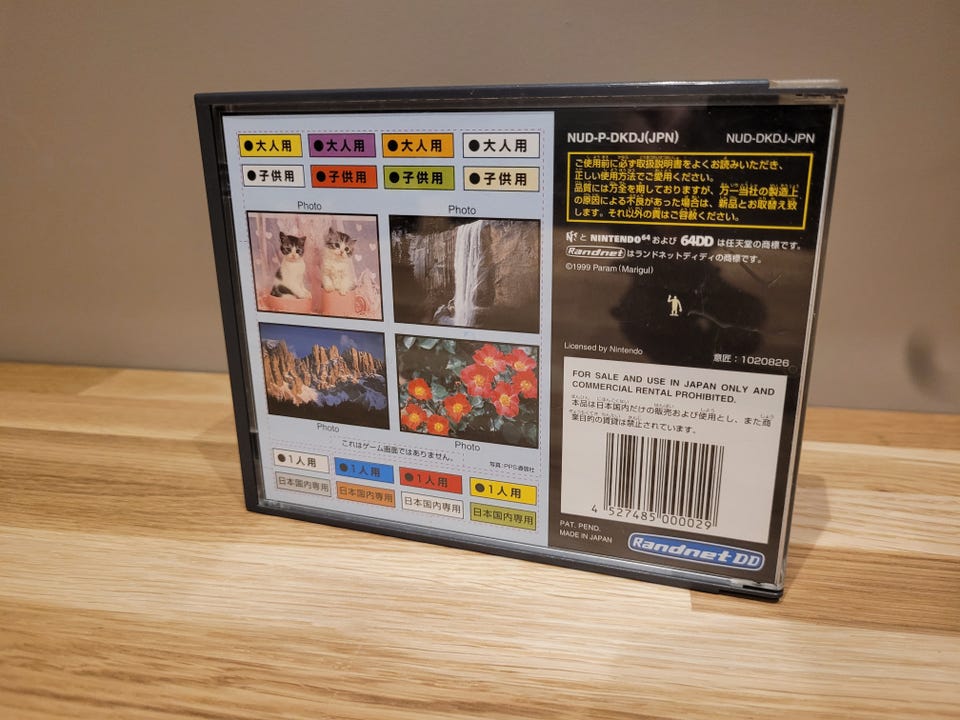 ●大人用 ●大人用 ●大人用 ●大人用
●子供用 ●子供用 ●子供用 ●子供用
Photo Photo
Photo Photo
これはゲーム画面ではありません。
写真:PPS通信社
●1人用 ●1人用 ●1人用 ●1人用
日本国内専用 日本国内専用 日本国内専用 日本国内専用
NUD-P-DKDJ(JPN) NUD-DKDJ-JPN
ご使用前に必ず取扱説明書をよくお読みいただき、
正しい使用方法でご愛用ください。
品質には万全を期しておりますが、万一当社の製造上
の原因による不良があった場合は、新品とお取替え致
します。それ以外の責はご容赦ください。
と NINTENDO64 および 64DD は任天堂の商標です。
Randnet はランドネットディディの商標です。
©1999 Param (Marigul)
Licensed by Nintendo
意匠:1020826
FOR SALE AND USE IN JAPAN ONLY AND
COMMERCIAL RENTAL PROHIBITED.
本品は日本国内だけの販売および使用とし、また商
業目的の賃貸は禁止されています。
4 527485 000029
PAT. PEND.
MADE IN JAPAN
Randnet DD